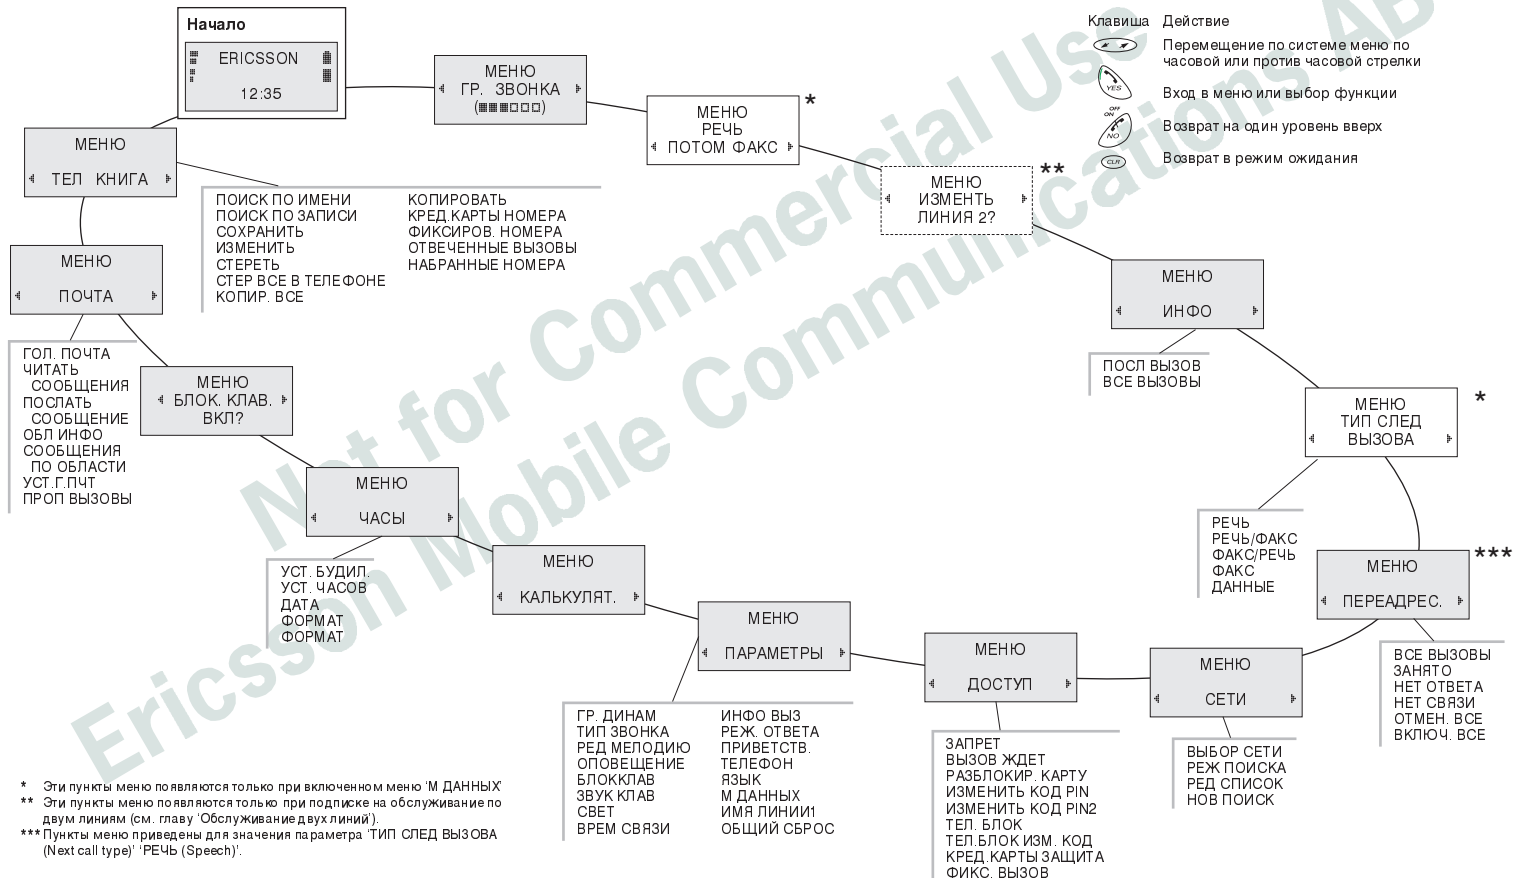 Начало
ERICSSON
12:35
МЕНЮ
ГР. ЗВОНКА
МЕНЮ
РЕЧЬ
ПОТОМ ФАКС
*
МЕНЮ
ИЗМЕНТЬ
ЛИНИЯ 2?
**
Клавиша Действие
Перемещение по системе меню по
часовой или против часовой стрелки
YES
Вход в меню или выбор функции
OFF
ON
NO
Возврат на один уровень вверх
CLR
Возврат в режим ожидания
МЕНЮ
ТЕЛ КНИГА
ПОИСК ПО ИМЕНИ
ПОИСК ПО ЗАПИСИ
СОХРАНИТЬ
ИЗМЕНИТЬ
СТЕРЕТЬ
СТЕР ВСЕ В ТЕЛЕФОНЕ
КОПИР. ВСЕ
КОПИРОВАТЬ
КРЕД.КАРТЫ НОМЕРА
ФИКСИРОВ. НОМЕРА
ОТВЕЧЕННЫЕ ВЫЗОВЫ
НАБРАННЫЕ НОМЕРА
МЕНЮ
ПОЧТА
ГОЛ. ПОЧТА
ЧИТАТЬ
СООБЩЕНИЯ
ПОСЛАТЬ
СООБЩЕНИЕ
ОБЛ ИНФО
СООБЩЕНИЯ
ПО ОБЛАСТИ
УСТ.Г.ПЧТ
ПРОП ВЫЗОВЫ
МЕНЮ
БЛОК. КЛАВ.
ВКЛ?
МЕНЮ
ЧАСЫ
УСТ. БУДИЛ.
УСТ. ЧАСОВ
ДАТА
ФОРМАТ
ФОРМАТ
МЕНЮ
КАЛЬКУЛЯТ.
МЕНЮ
ПАРАМЕТРЫ
ГР. ДИНАМ
ТИП ЗВОНКА
РЕД МЕЛОДИЮ
ОПОВЕЩЕНИЕ
БЛОККЛАВ
ЗВУК КЛАВ
СВЕТ
ВРЕМ СВЯЗИ
ИНФО ВЫЗ
РЕЖ. ОТВЕТА
ПРИВЕТСТВ.
ТЕЛЕФОН
ЯЗЫК
М ДАННЫХ
ИМЯ ЛИНИИ1
ОБЩИЙ СБРОС
МЕНЮ
ДОСТУП
ЗАПРЕТ
ВЫЗОВ ЖДЕТ
РАЗБЛОКИР. КАРТУ
ИЗМЕНИТЬ КОД PIN
ИЗМЕНИТЬ КОД PIN2
ТЕЛ. БЛОК
ТЕЛ.БЛОК ИЗМ. КОД
КРЕД.КАРТЫ ЗАЩИТА
ФИКС. ВЫЗОВ
МЕНЮ
СЕТИ
ВЫБОР СЕТИ
РЕЖ ПОИСКА
РЕД СПИСОК
НОВ ПОИСК
МЕНЮ
ИНФО
ПОСЛ ВЫЗОВ
ВСЕ ВЫЗОВЫ
МЕНЮ
ТИП СЛЕД
ВЫЗОВА
*
РЕЧЬ
РЕЧЬ/ФАКС
ФАКС/РЕЧЬ
ФАКС
ДАННЫЕ
МЕНЮ
ПЕРЕАДРЕС.
***
ВСЕ ВЫЗОВЫ
ЗАНЯТО
НЕТ ОТВЕТА
НЕТ СВЯЗИ
ОТМЕН. ВСЕ
ВКЛЮЧ. ВСЕ
* Эти пункты меню появляются только при включенном меню ‘М ДАННЫХ’
** Эти пункты меню появляются только при подписке на обслуживание по
двум линиям (см. главу ‘Обслуживание двух линий’).
*** Пункты меню приведены для значения параметра ‘ТИП СЛЕД ВЫЗОВА
(Next call type)’ ‘РЕЧЬ (Speech)’.
Not for Commercial Use
Ericsson Mobile Communications AB